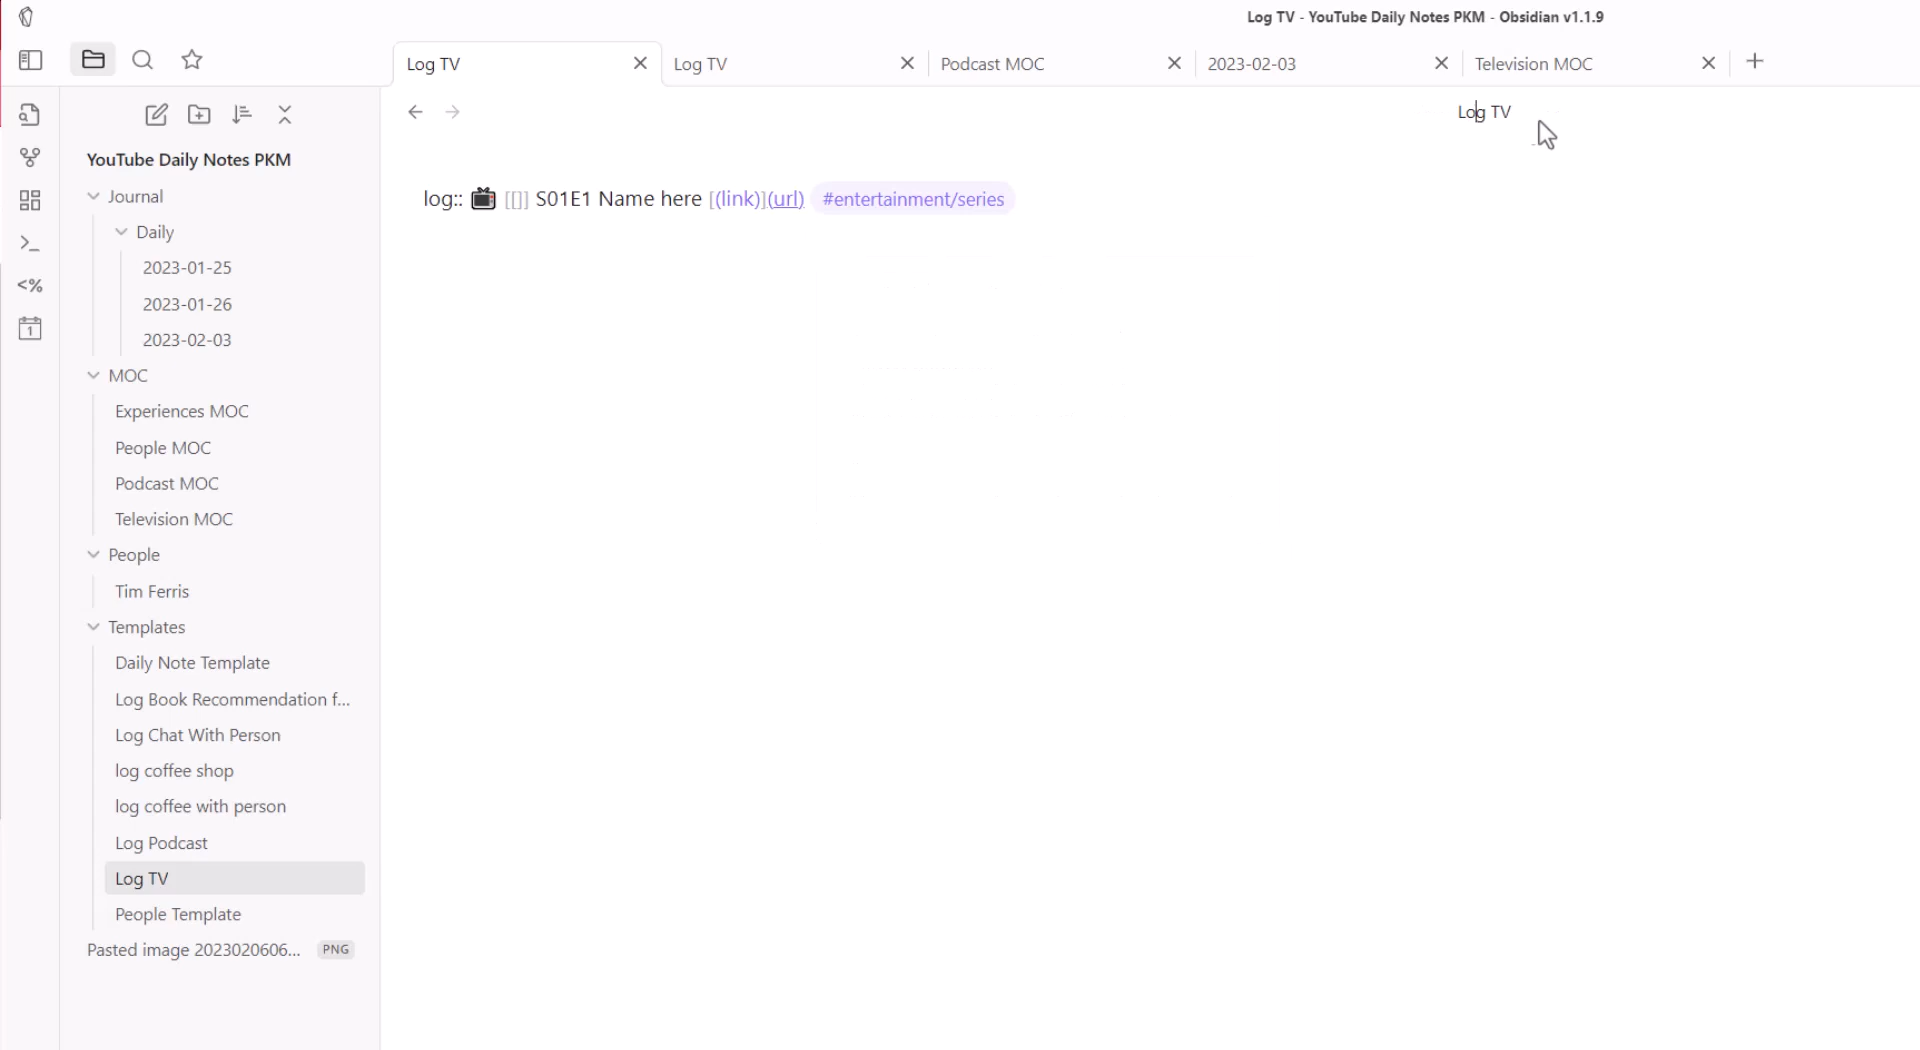 Log TV - YouTube Daily Notes PKM - Obsidian v1.1.9
Log TV
Log TV
Podcast MOC
2023-02-03
Television MOC
Log TV
YouTube Daily Notes PKM
Journal
Daily
2023-01-25
2023-01-26
2023-02-03
MOC
Experiences MOC
People MOC
Podcast MOC
Television MOC
People
Tim Ferris
Templates
Daily Note Template
Log Book Recommendation f...
Log Chat With Person
log coffee shop
log coffee with person
Log Podcast
Log TV
People Template
Pasted image 2023020606... PNG
<%
1
log:: 📺 [[]] S01E1 Name here [(link)](url) #entertainment/series